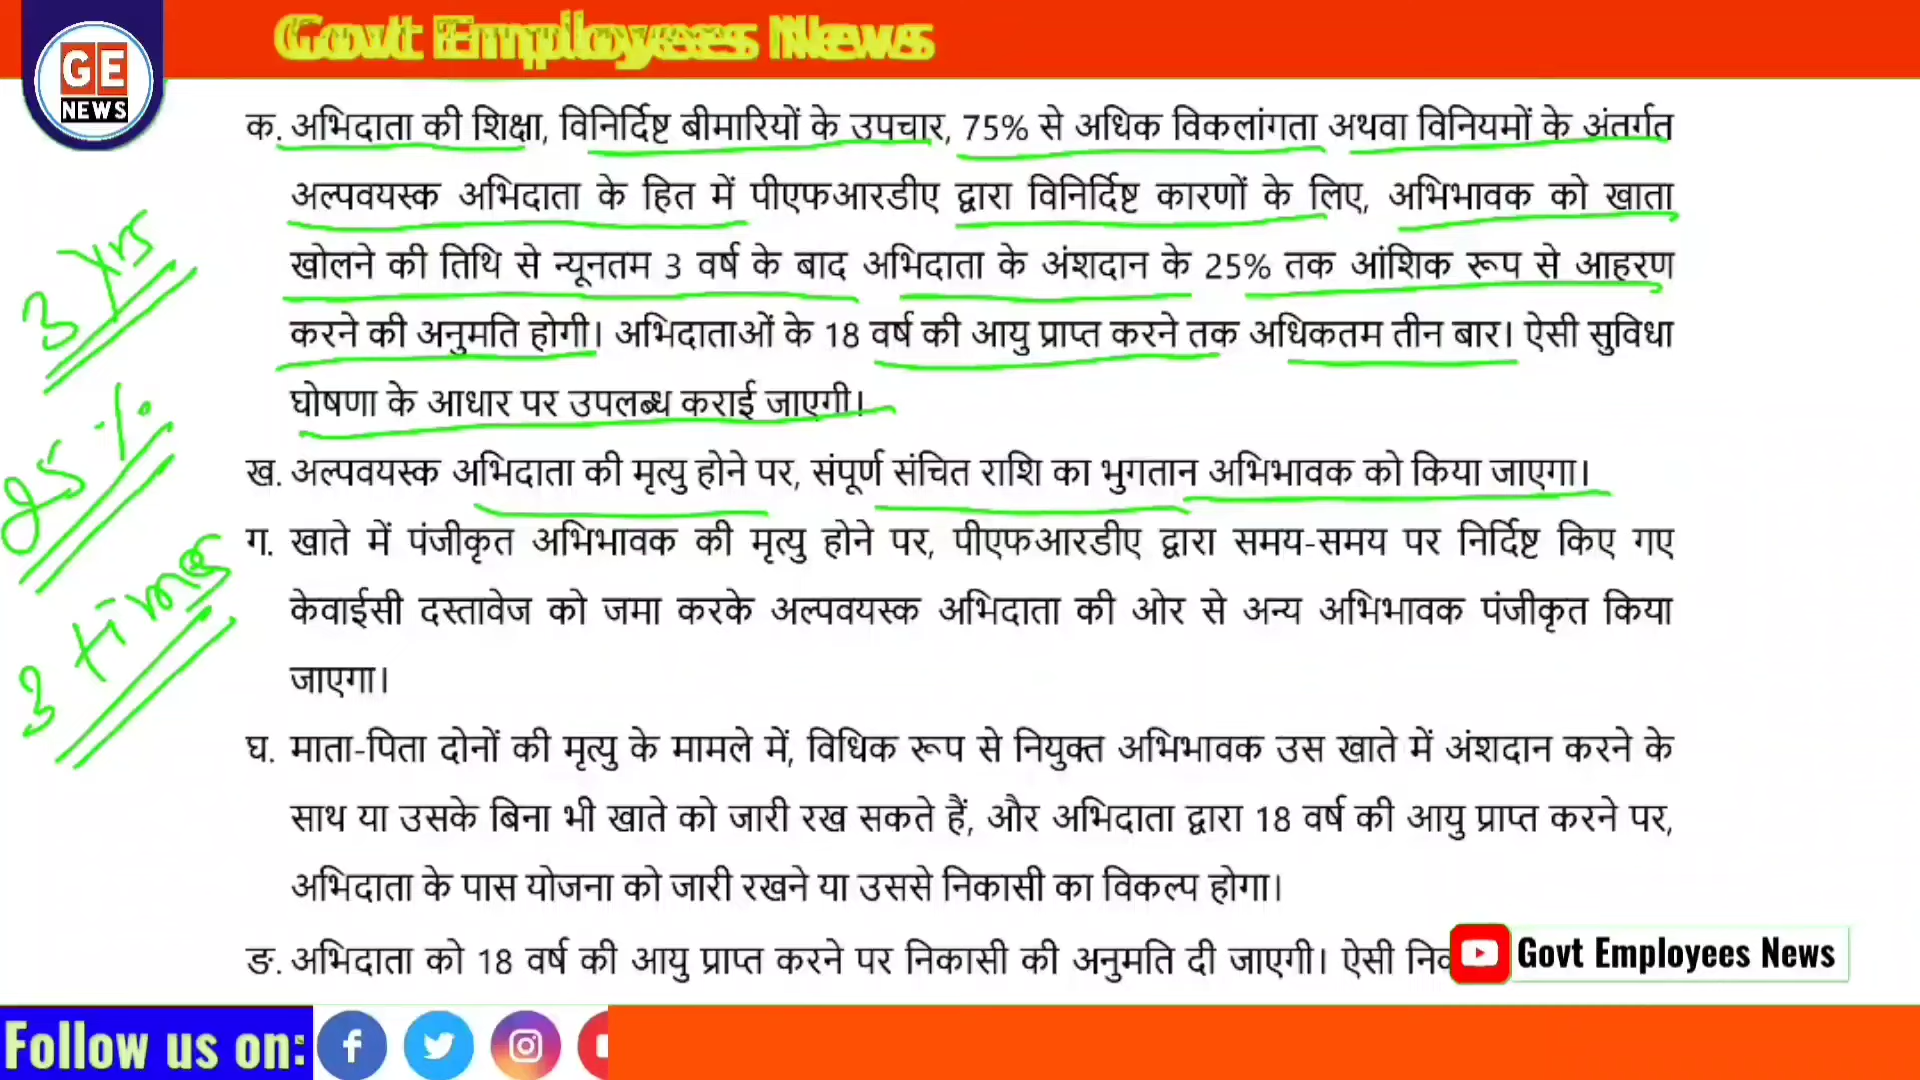 GE
NEWS
Govt Employees News
क. अभिदाता की शिक्षा, विनिर्दिष्ट बीमारियों के उपचार, 75% से अधिक विकलांगता अथवा विनियमों के अंतर्गत
अल्पवयस्क अभिदाता के हित में पीएफआरडीए द्वारा विनिर्दिष्ट कारणों के लिए, अभिभावक को खाता
खोलने की तिथि से न्यूनतम 3 वर्ष के बाद अभिदाता के अंशदान के 25% तक आंशिक रूप से आहरण
करने की अनुमति होगी। अभिदाताओं के 18 वर्ष की आयु प्राप्त करने तक अधिकतम तीन बार। ऐसी सुविधा
घोषणा के आधार पर उपलब्ध कराई जाएगी।
ख. अल्पवयस्क अभिदाता की मृत्यु होने पर, संपूर्ण संचित राशि का भुगतान अभिभावक को किया जाएगा।
ग. खाते में पंजीकृत अभिभावक की मृत्यु होने पर, पीएफआरडीए द्वारा समय-समय पर निर्दिष्ट किए गए
केवाईसी दस्तावेज को जमा करके अल्पवयस्क अभिदाता की ओर से अन्य अभिभावक पंजीकृत किया
जाएगा।
घ. माता-पिता दोनों की मृत्यु के मामले में, विधिक रूप से नियुक्त अभिभावक उस खाते में अंशदान करने के
साथ या उसके बिना भी खाते को जारी रख सकते हैं, और अभिदाता द्वारा 18 वर्ष की आयु प्राप्त करने पर,
अभिदाता के पास योजना को जारी रखने या उससे निकासी का विकल्प होगा।
ङ. अभिदाता को 18 वर्ष की आयु प्राप्त करने पर निकासी की अनुमति दी जाएगी। ऐसी
3 yrs
25 %
3 times
Govt Employees News
Follow us on: